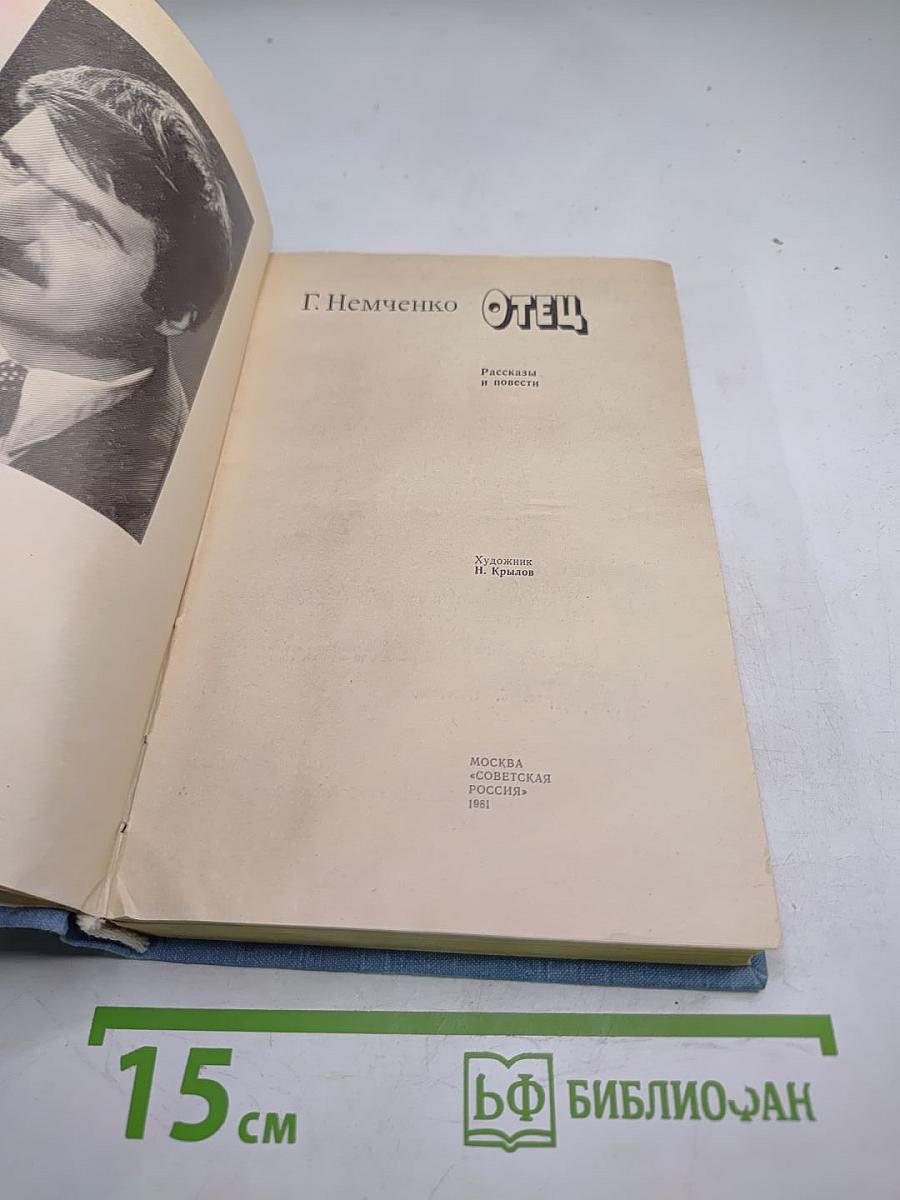 Г. Немченко ОТЕЦ
Рассказы
и повести
Художник
Н. Крылов
МОСКВА
«СОВЕТСКАЯ
РОССИЯ»
1981
15 см
БФ БИБЛИОФАН